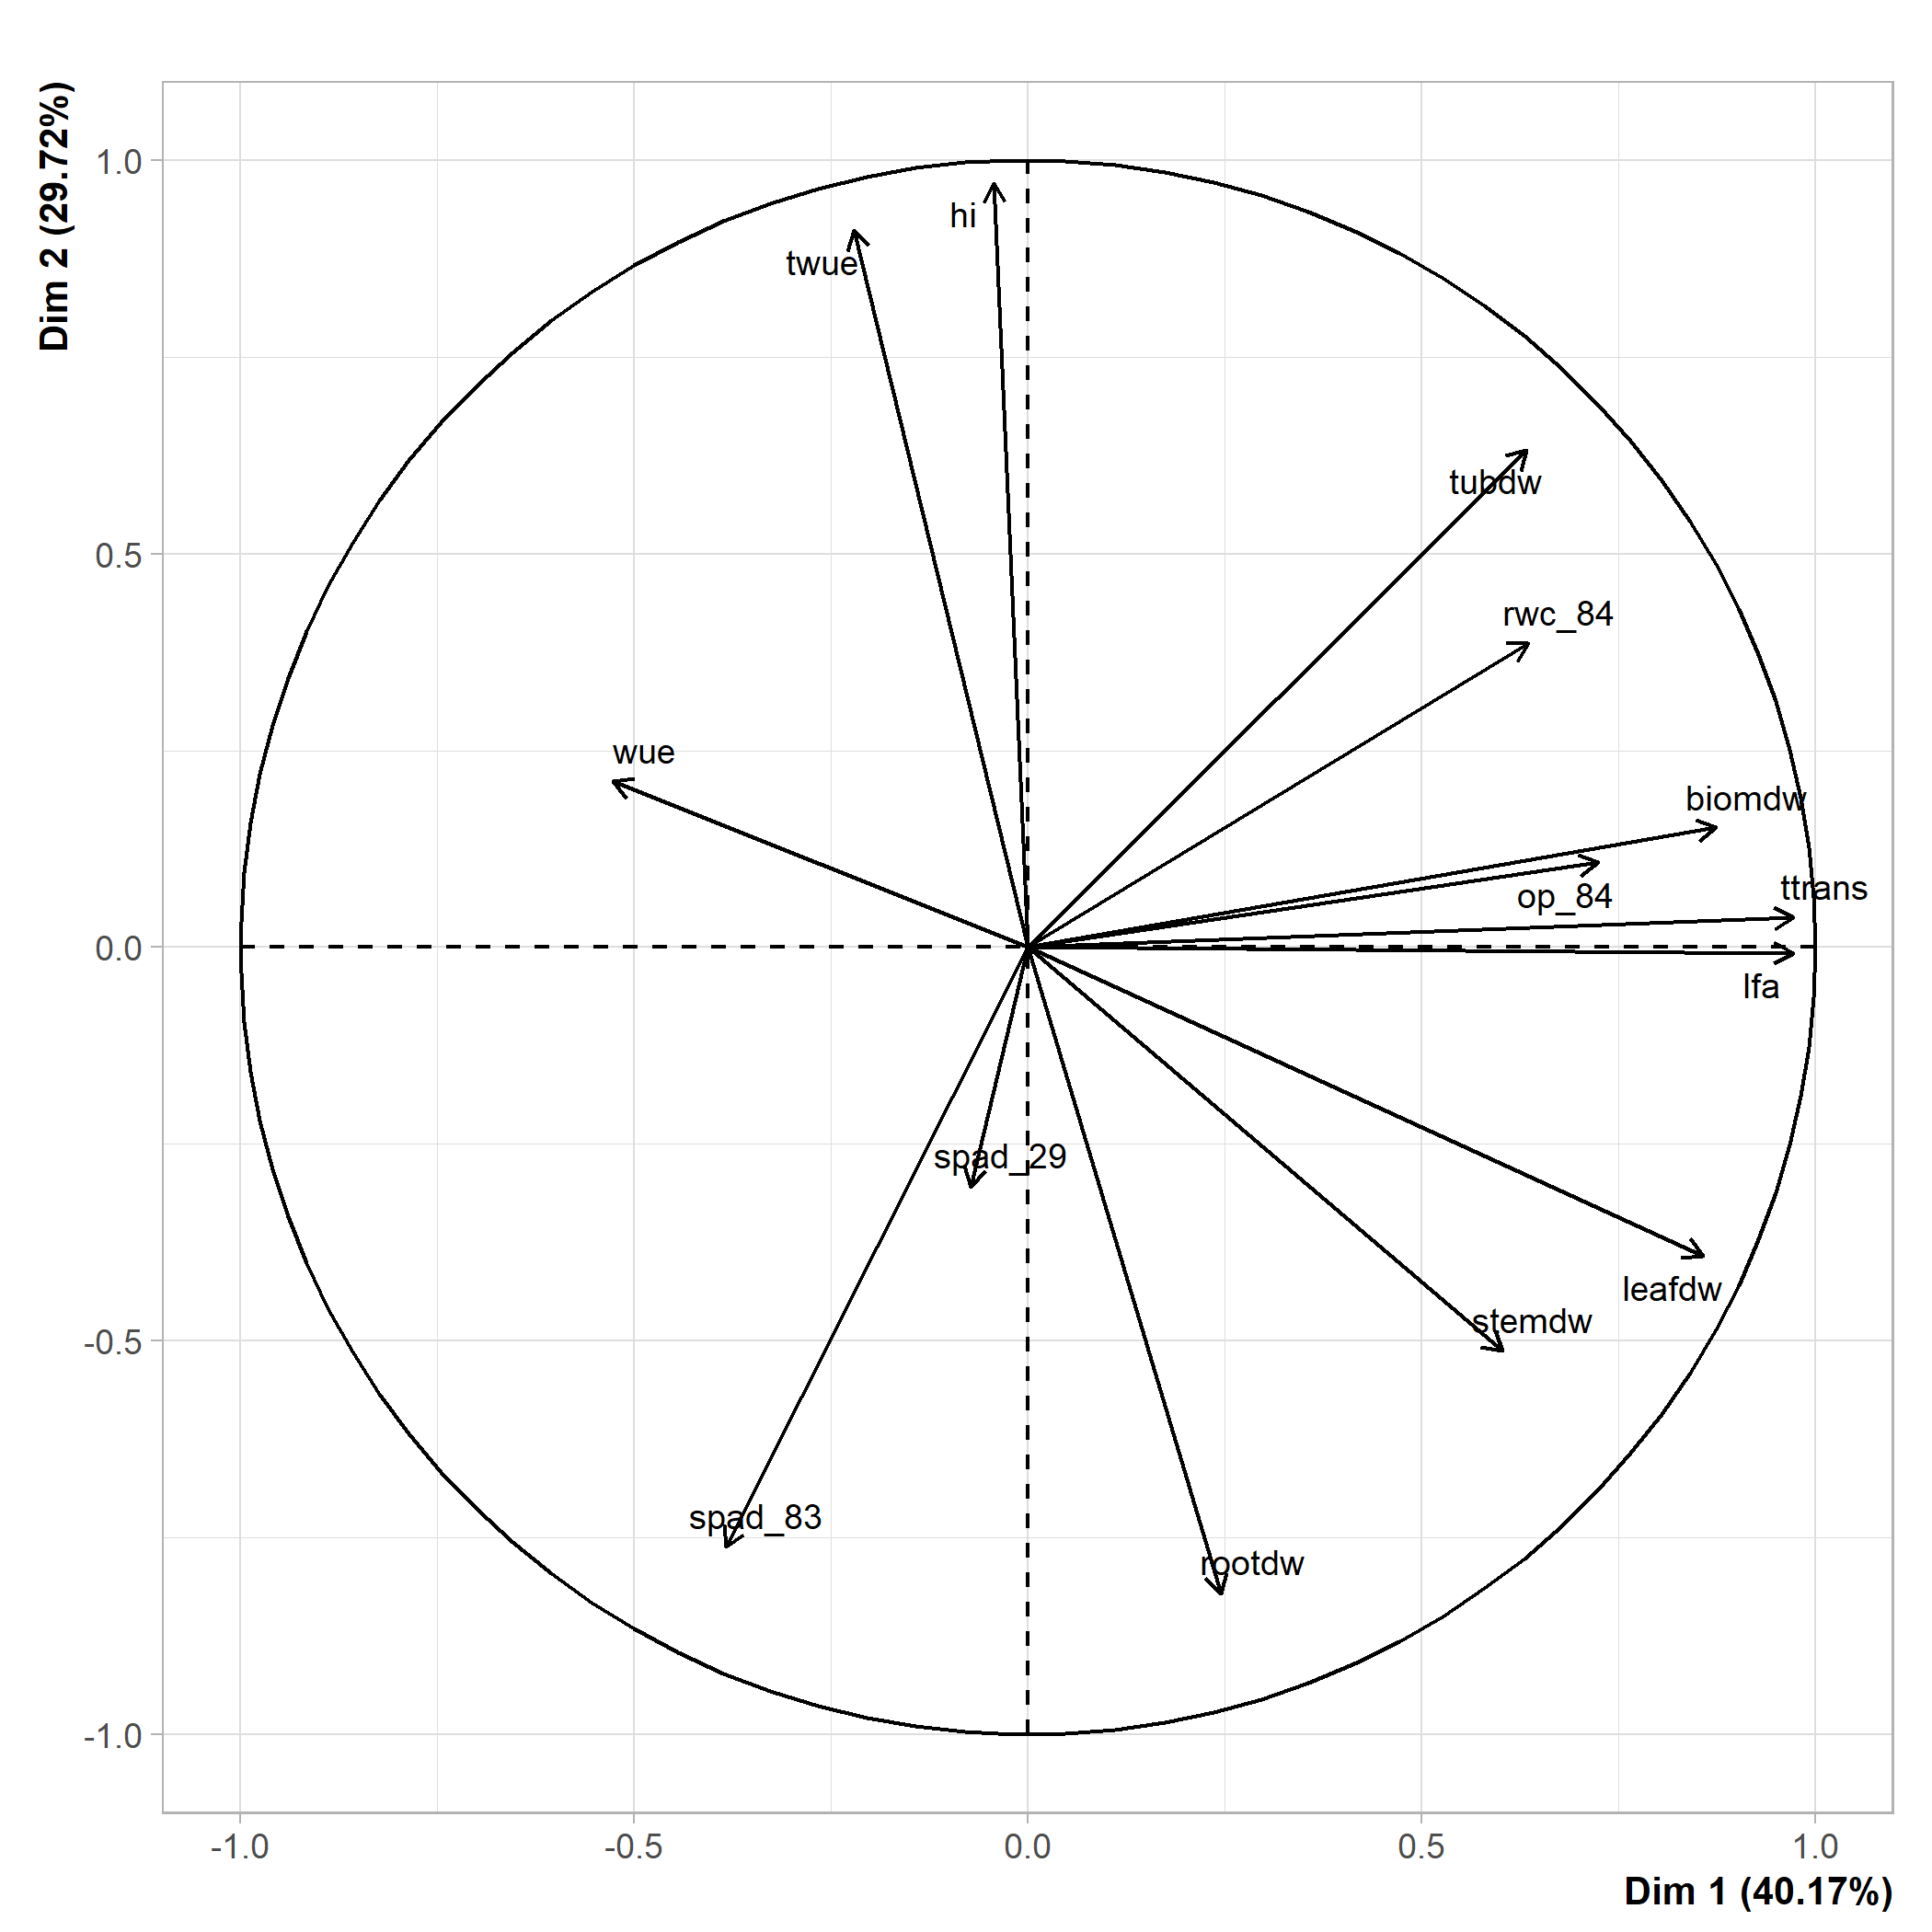 Dim 2 (29.72%)
1.0
0.5
0.0
-0.5
-1.0
hi
twue
tubdw
rwc_84
wue
biomdw
ttrans
op_84
lfa
spad_29
leafdw
stemdw
spad_83
rootdw
-1.0 -0.5 0.0 0.5 1.0
Dim 1 (40.17%)